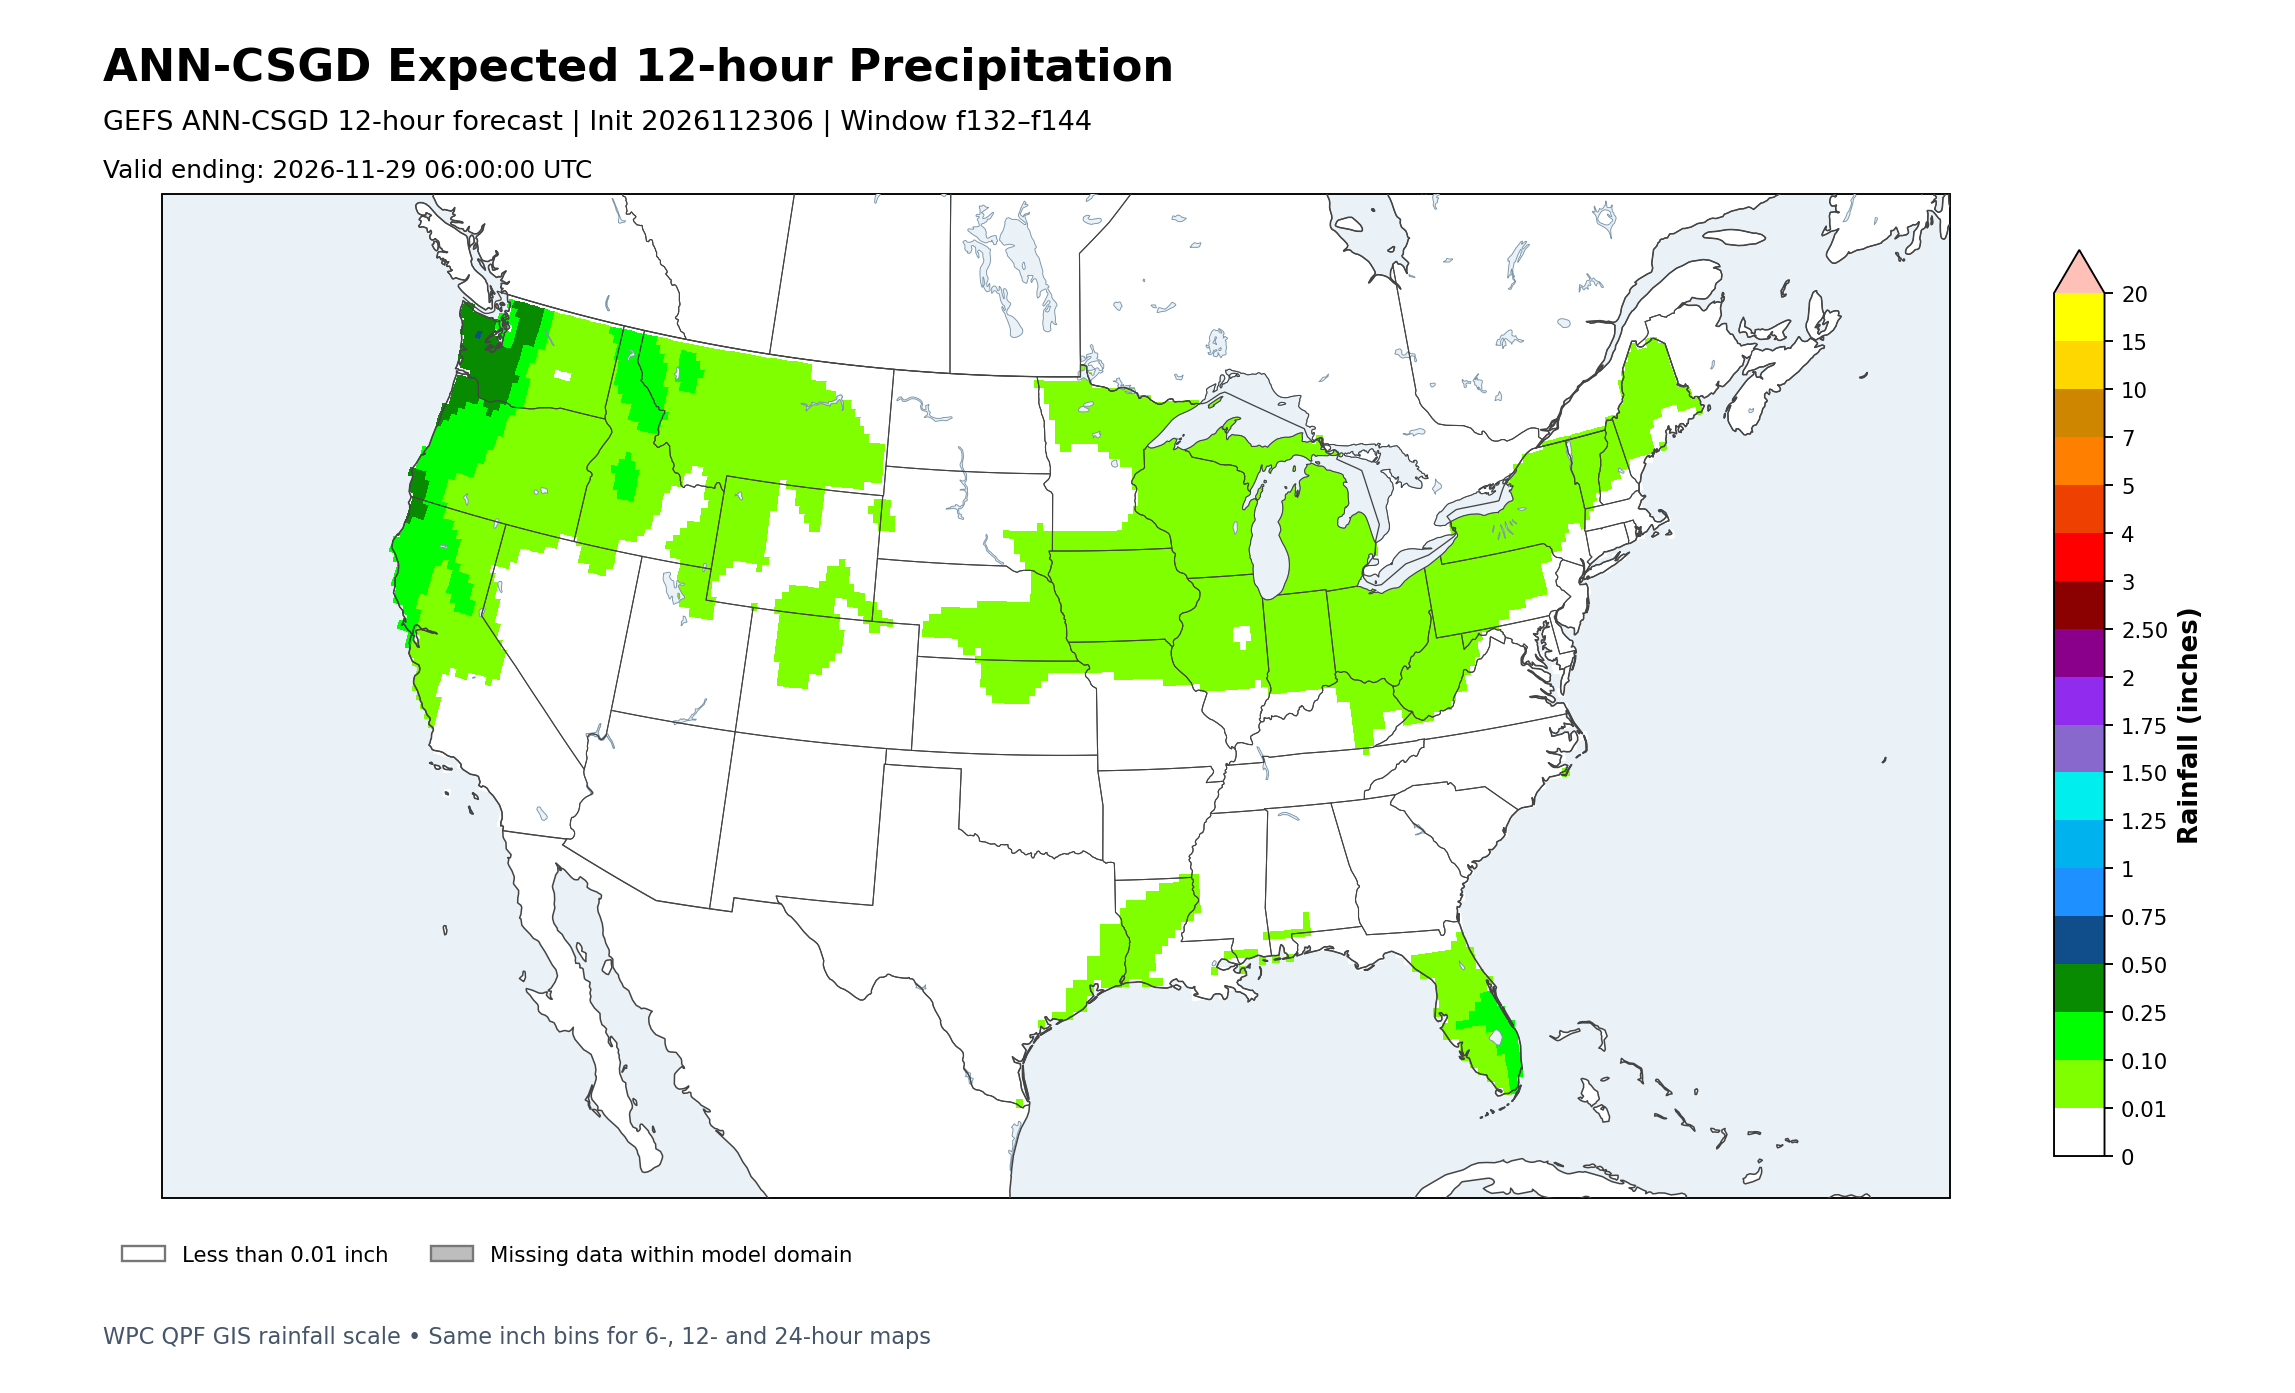 ANN-CSGD Expected 12-hour Precipitation
GEFS ANN-CSGD 12-hour forecast | Init 2026112306 | Window f132–f144
Valid ending: 2026-11-29 06:00:00 UTC
20
15
10
7
5
4
3
2.50
2
1.75
1.50
1.25
1
0.75
0.50
0.25
0.10
0.01
0
Rainfall (inches)
Less than 0.01 inch
Missing data within model domain
WPC QPF GIS rainfall scale • Same inch bins for 6-, 12- and 24-hour maps